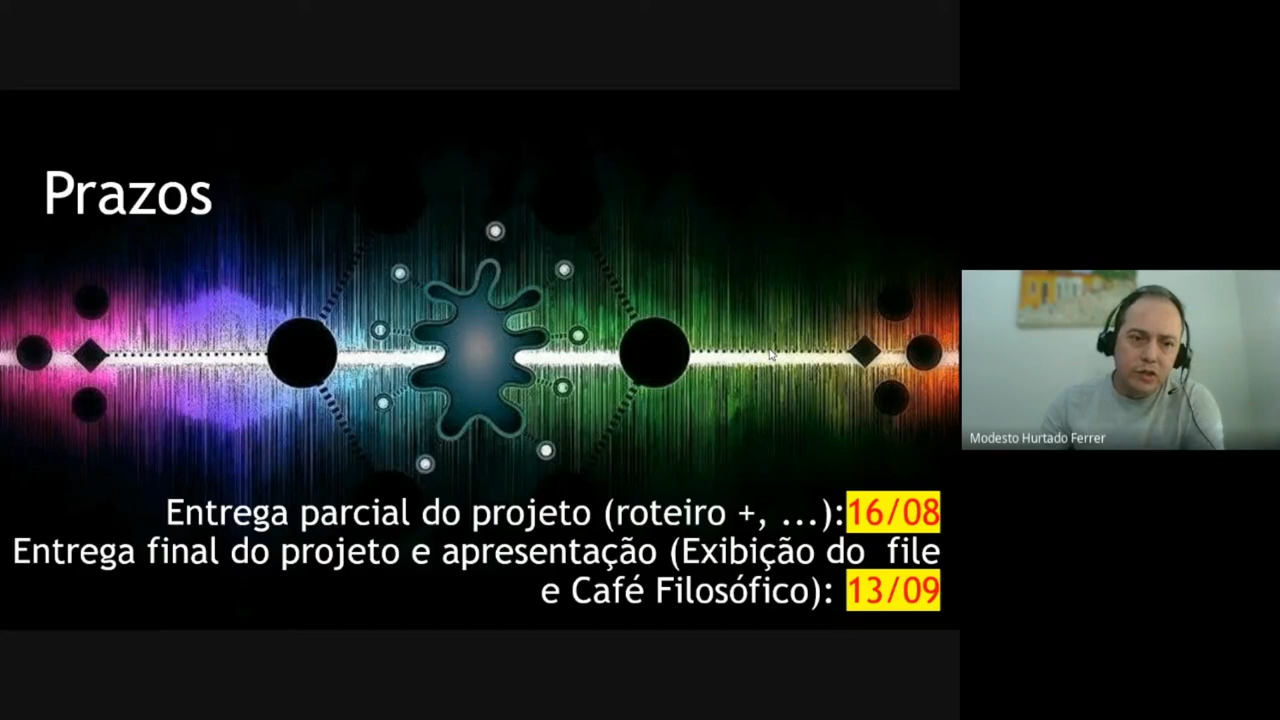 Prazos
Entrega parcial do projeto (roteiro +, ...):16/08
Entrega final do projeto e apresentação (Exibição do file
e Café Filosófico): 13/09
Modesto Hurtado Ferrer